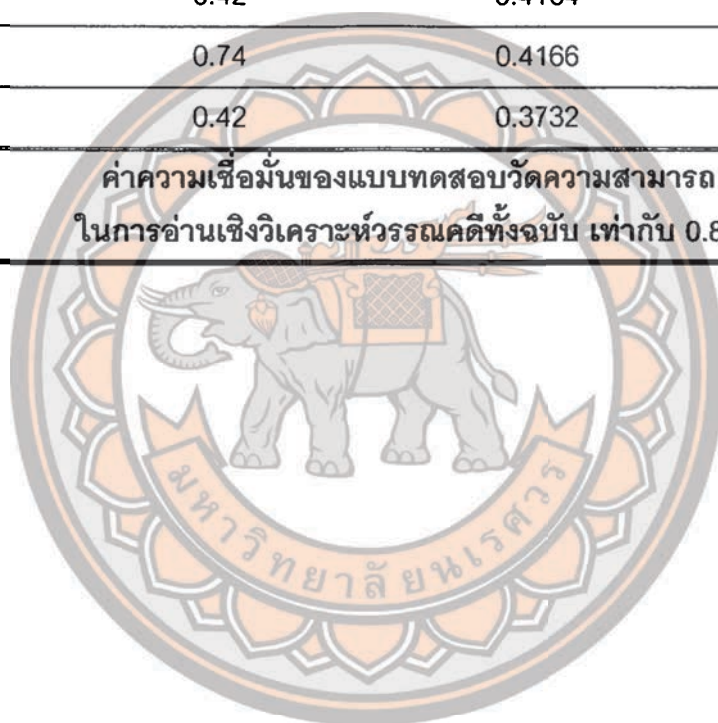 0.74 0.4166
0.42 0.3732
ค่าความเชื่อมั่นของแบบทดสอบวัดความสามารถ
ในการอ่านเชิงวิเคราะห์วรรณคดีทั้งฉบับ เท่ากับ 0.8
มหาวิทยาลัยนเรศวร